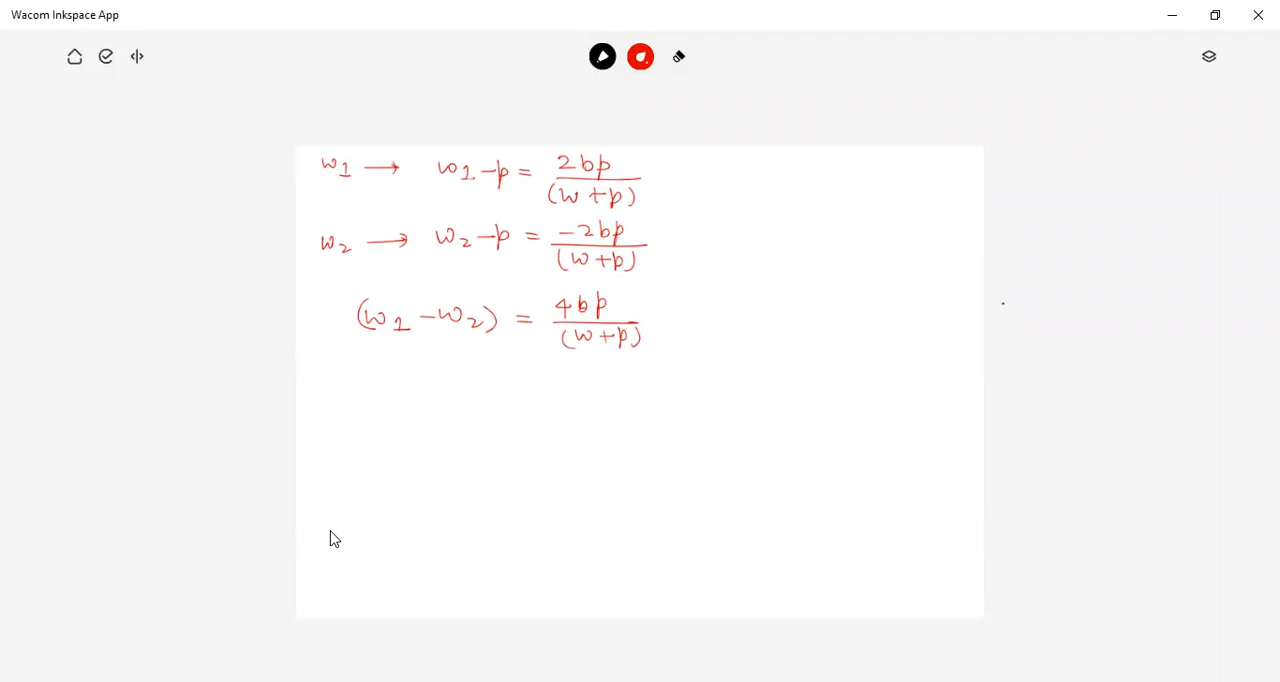 Wacom Inkspace App
w1 → w1-p = 2bp/(w+p)
w2 → w2-p = -2bp/(w+p)
(w1-w2) = 4bp/(w+p)